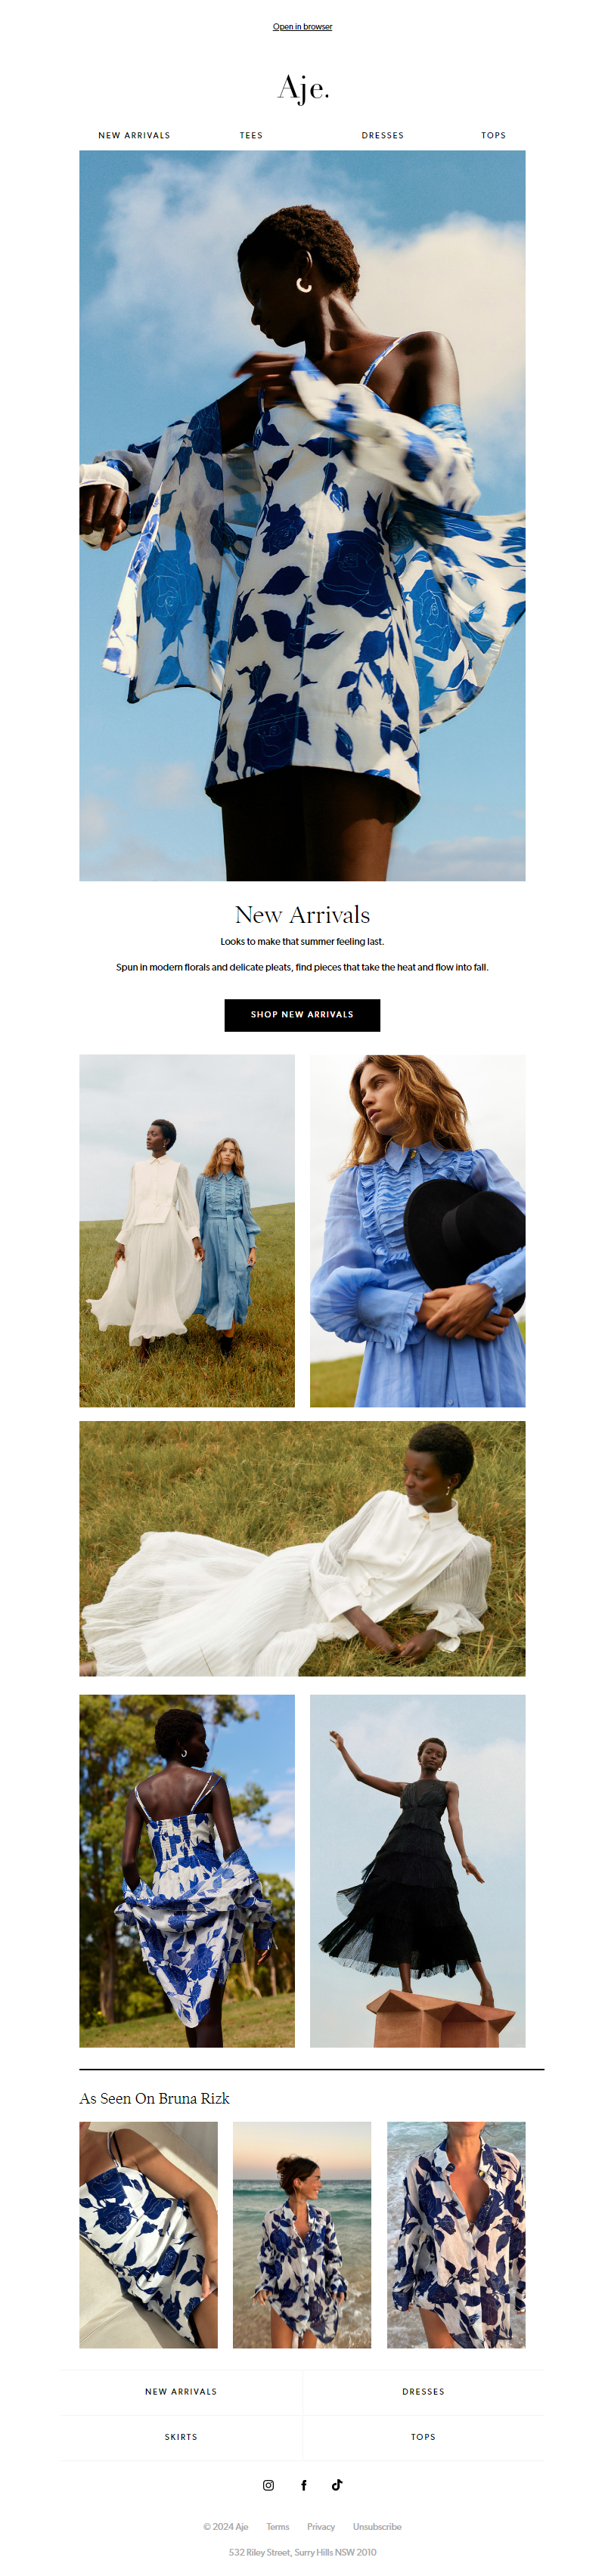 Open in browser
Aje.
NEW ARRIVALS TEES DRESSES TOPS
New Arrivals
Looks to make that summer feeling last.
Spun in modern florals and delicate pleats, find pieces that take the heat and flow into fall.
SHOP NEW ARRIVALS
As Seen On Bruna Rizk
NEW ARRIVALS DRESSES
SKIRTS TOPS
© 2024 Aje Terms Privacy Unsubscribe
532 Riley Street, Surry Hills NSW 2010